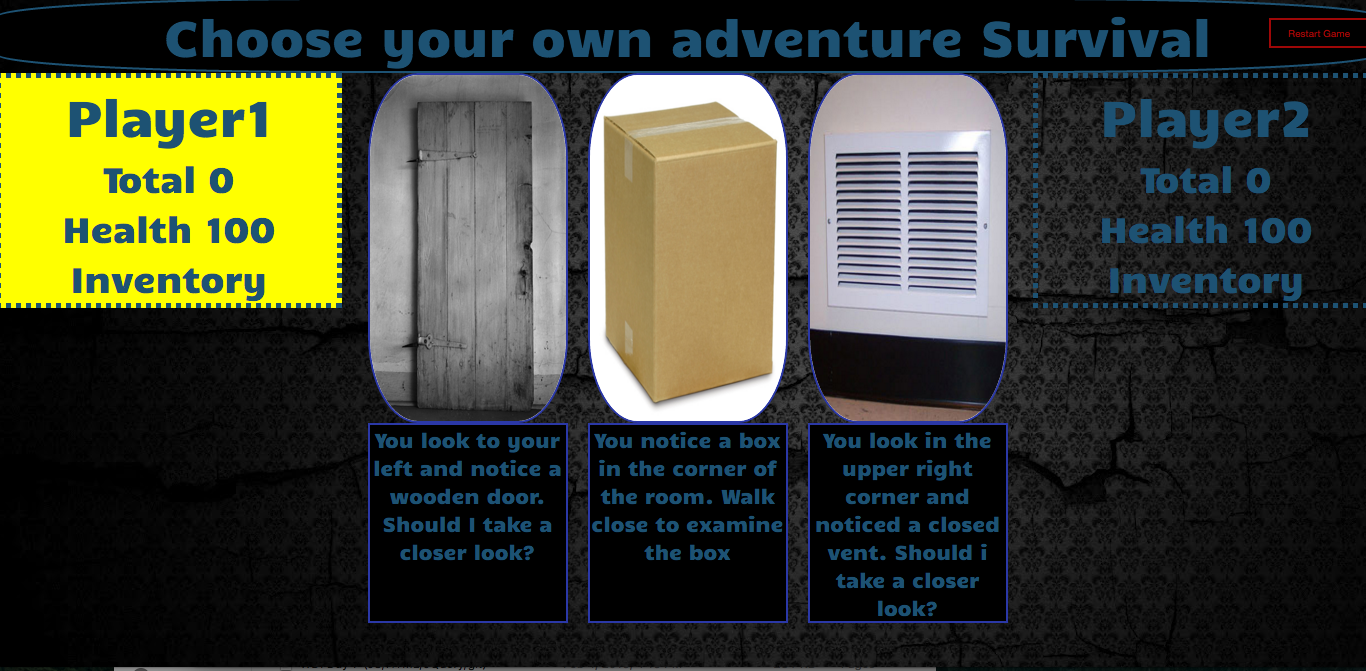 Choose your own adventure Survival
Restart Game
Player1
Total 0
Health 100
Inventory
You look to your
left and notice a
wooden door.
Should I take a
closer look?
You notice a box
in the corner of
the room. Walk
close to examine
the box
You look in the
upper right
corner and
noticed a closed
vent. Should i
take a closer
look?
Player2
Total 0
Health 100
Inventory